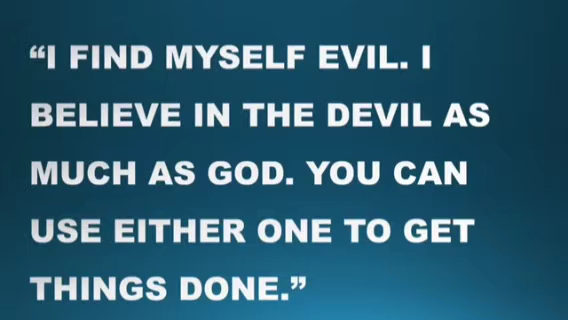 “I FIND MYSELF EVIL. I
BELIEVE IN THE DEVIL AS
MUCH AS GOD. YOU CAN
USE EITHER ONE TO GET
THINGS DONE.”